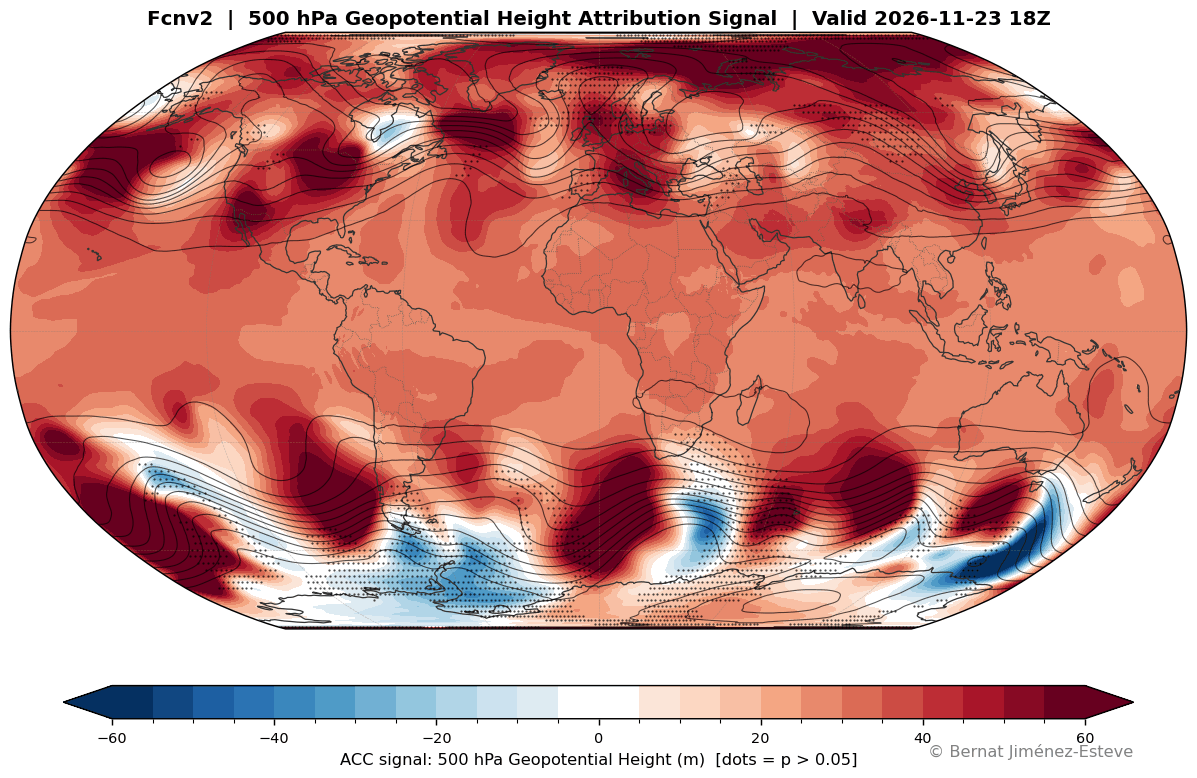 Fcnv2 | 500 hPa Geopotential Height Attribution Signal | Valid 2026-11-23 18Z
−60 −40 −20 0 20 40 60
ACC signal: 500 hPa Geopotential Height (m) [dots = p > 0.05]
© Bernat Jiménez-Esteve